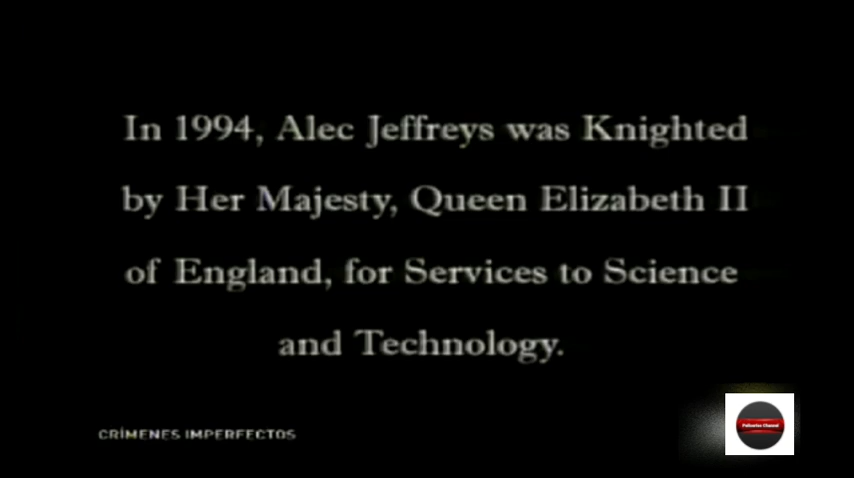 In 1994, Alec Jeffreys was Knighted
by Her Majesty, Queen Elizabeth II
of England, for Services to Science
and Technology.
CRÍMENES IMPERFECTOS